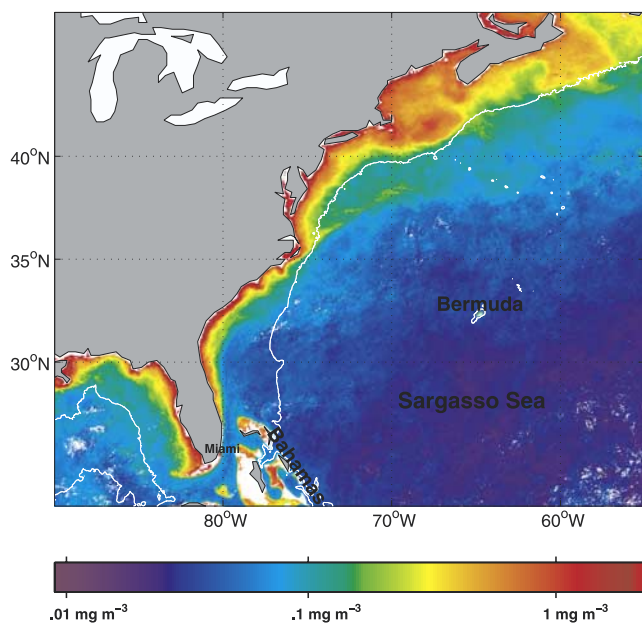 40°N
35°N
Bermuda
30°N
Sargasso Sea
Miami
Bahamas
80°W
70°W
60°W
.01 mg m⁻³
.1 mg m⁻³
1 mg m⁻³